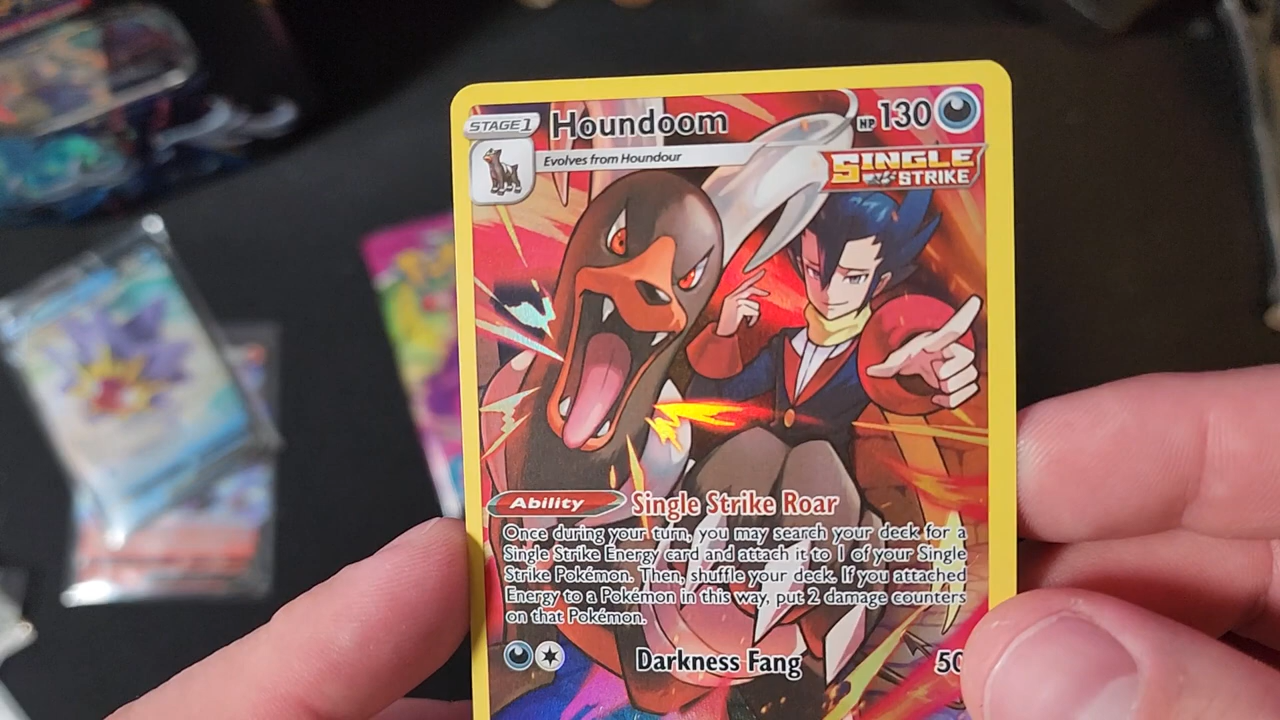 STAGE 1 Houndoom HP 130
Evolves from Houndour
SINGLE
STRIKE
Ability Single Strike Roar
Once during your turn, you may search your deck for a
Single Strike Energy card and attach it to 1 of your Single
Strike Pokémon. Then, shuffle your deck. If you attached
Energy to a Pokémon in this way, put 2 damage counters
on that Pokémon.
Darkness Fang 50